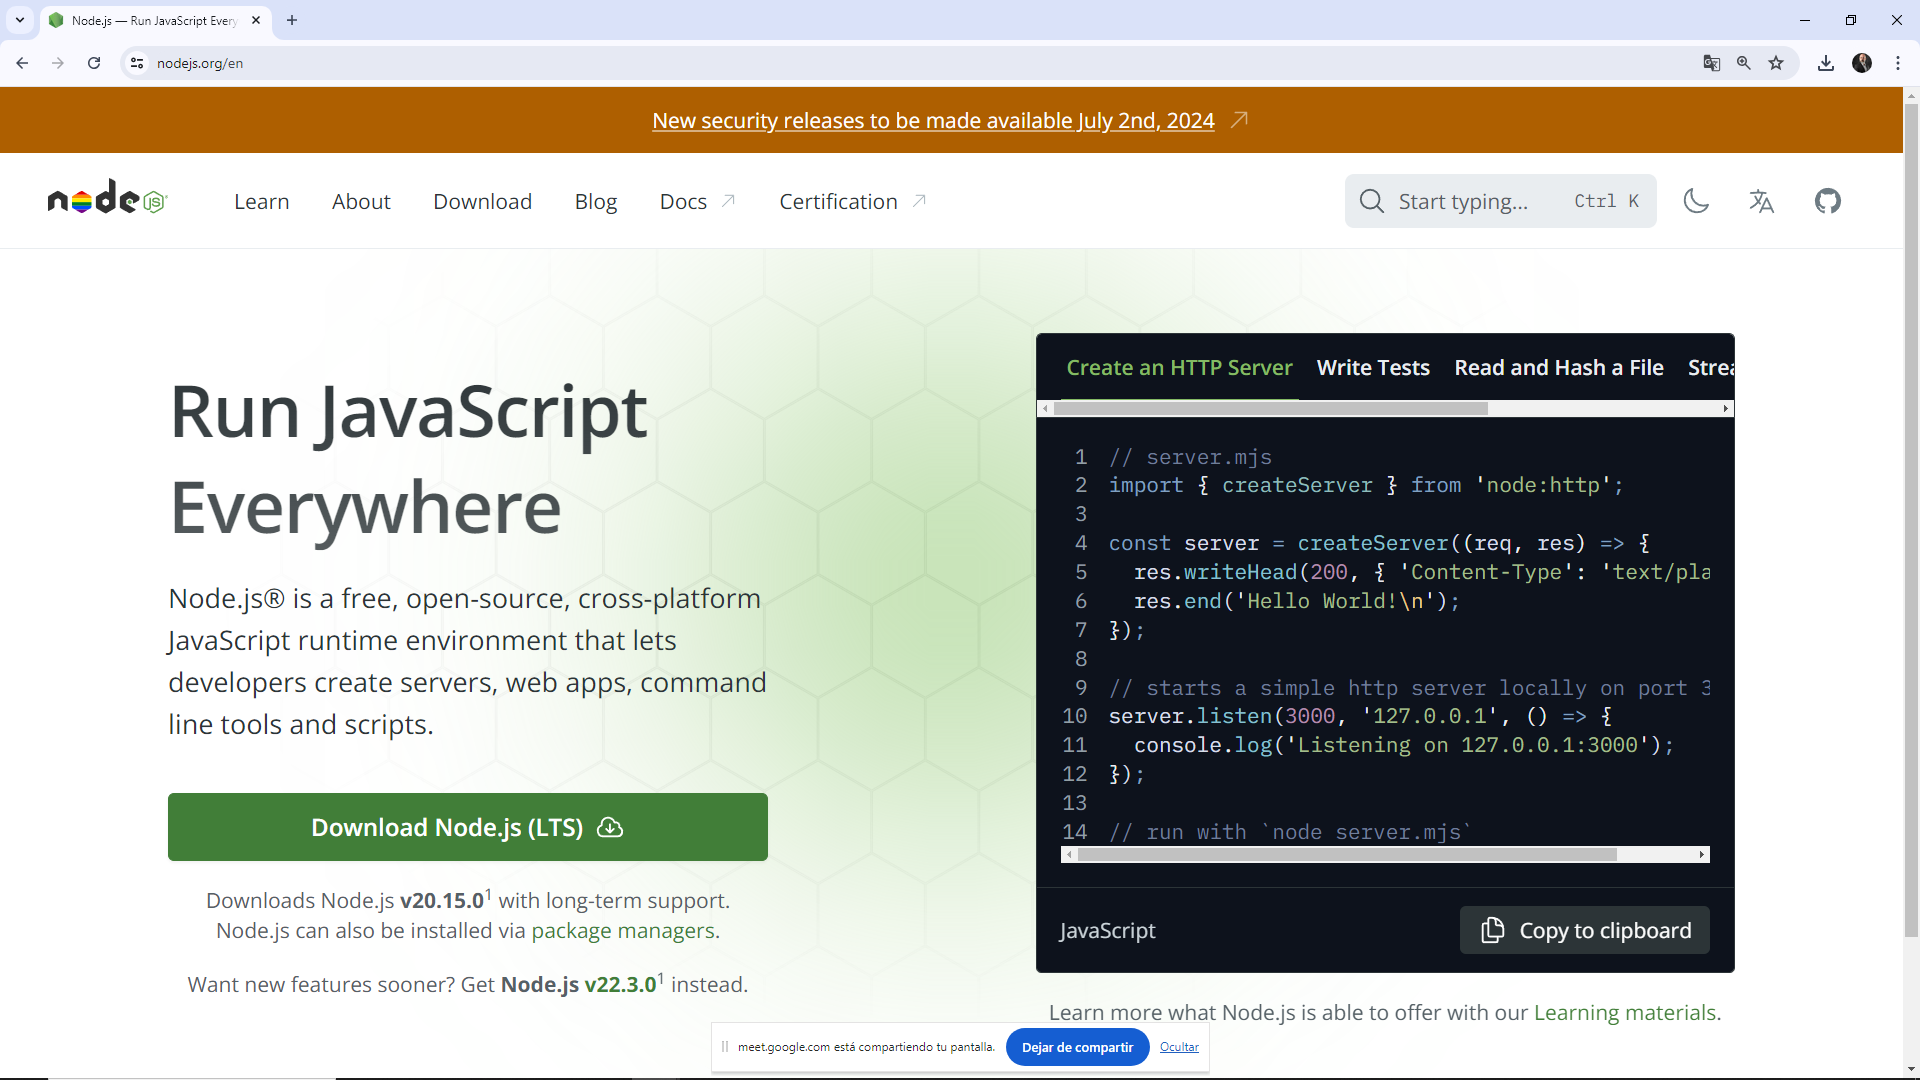 Node.js — Run JavaScript Every
nodejs.org/en
New security releases to be made available July 2nd, 2024
node JS
Learn About Download Blog Docs Certification
Start typing... Ctrl K
Run JavaScript
Everywhere
Node.js® is a free, open-source, cross-platform
JavaScript runtime environment that lets
developers create servers, web apps, command
line tools and scripts.
Download Node.js (LTS)
Downloads Node.js v20.15.0¹ with long-term support.
Node.js can also be installed via package managers.
Want new features sooner? Get Node.js v22.3.0¹ instead.
Create an HTTP Server Write Tests Read and Hash a File Strea
1 // server.mjs
2 import { createServer } from 'node:http';
3
4 const server = createServer((req, res) => {
5 res.writeHead(200, { 'Content-Type': 'text/pla
6 res.end('Hello World!\n');
7 });
8
9 // starts a simple http server locally on port 3
10 server.listen(3000, '127.0.0.1', () => {
11 console.log('Listening on 127.0.0.1:3000');
12 });
13
14 // run with `node server.mjs`
JavaScript
Copy to clipboard
Learn more what Node.js is able to offer with our Learning materials.
meet.google.com está compartiendo tu pantalla. Dejar de compartir Ocultar